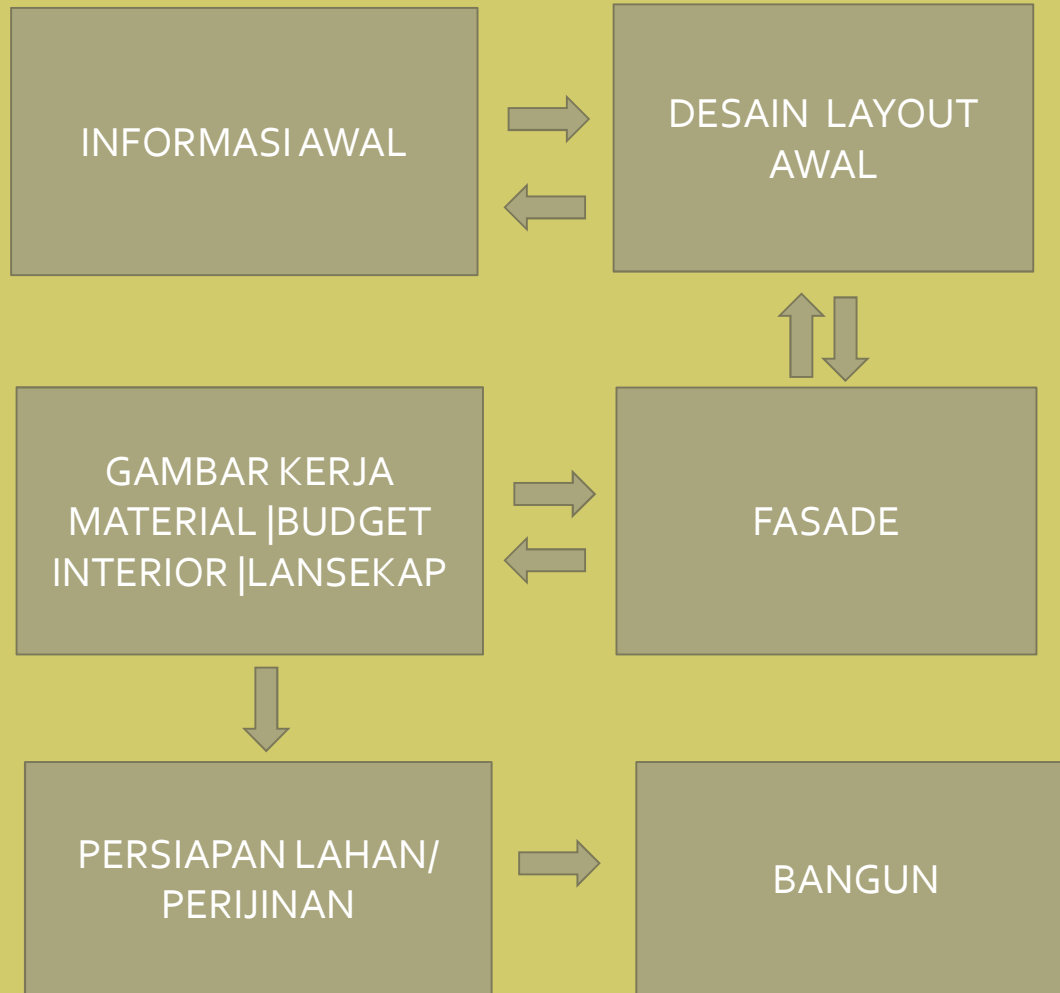 INFORMASI AWAL
DESAIN LAYOUT
AWAL
GAMBAR KERJA
MATERIAL |BUDGET
INTERIOR |LANSEKAP
FASADE
PERSIAPAN LAHAN/
PERIJINAN
BANGUN